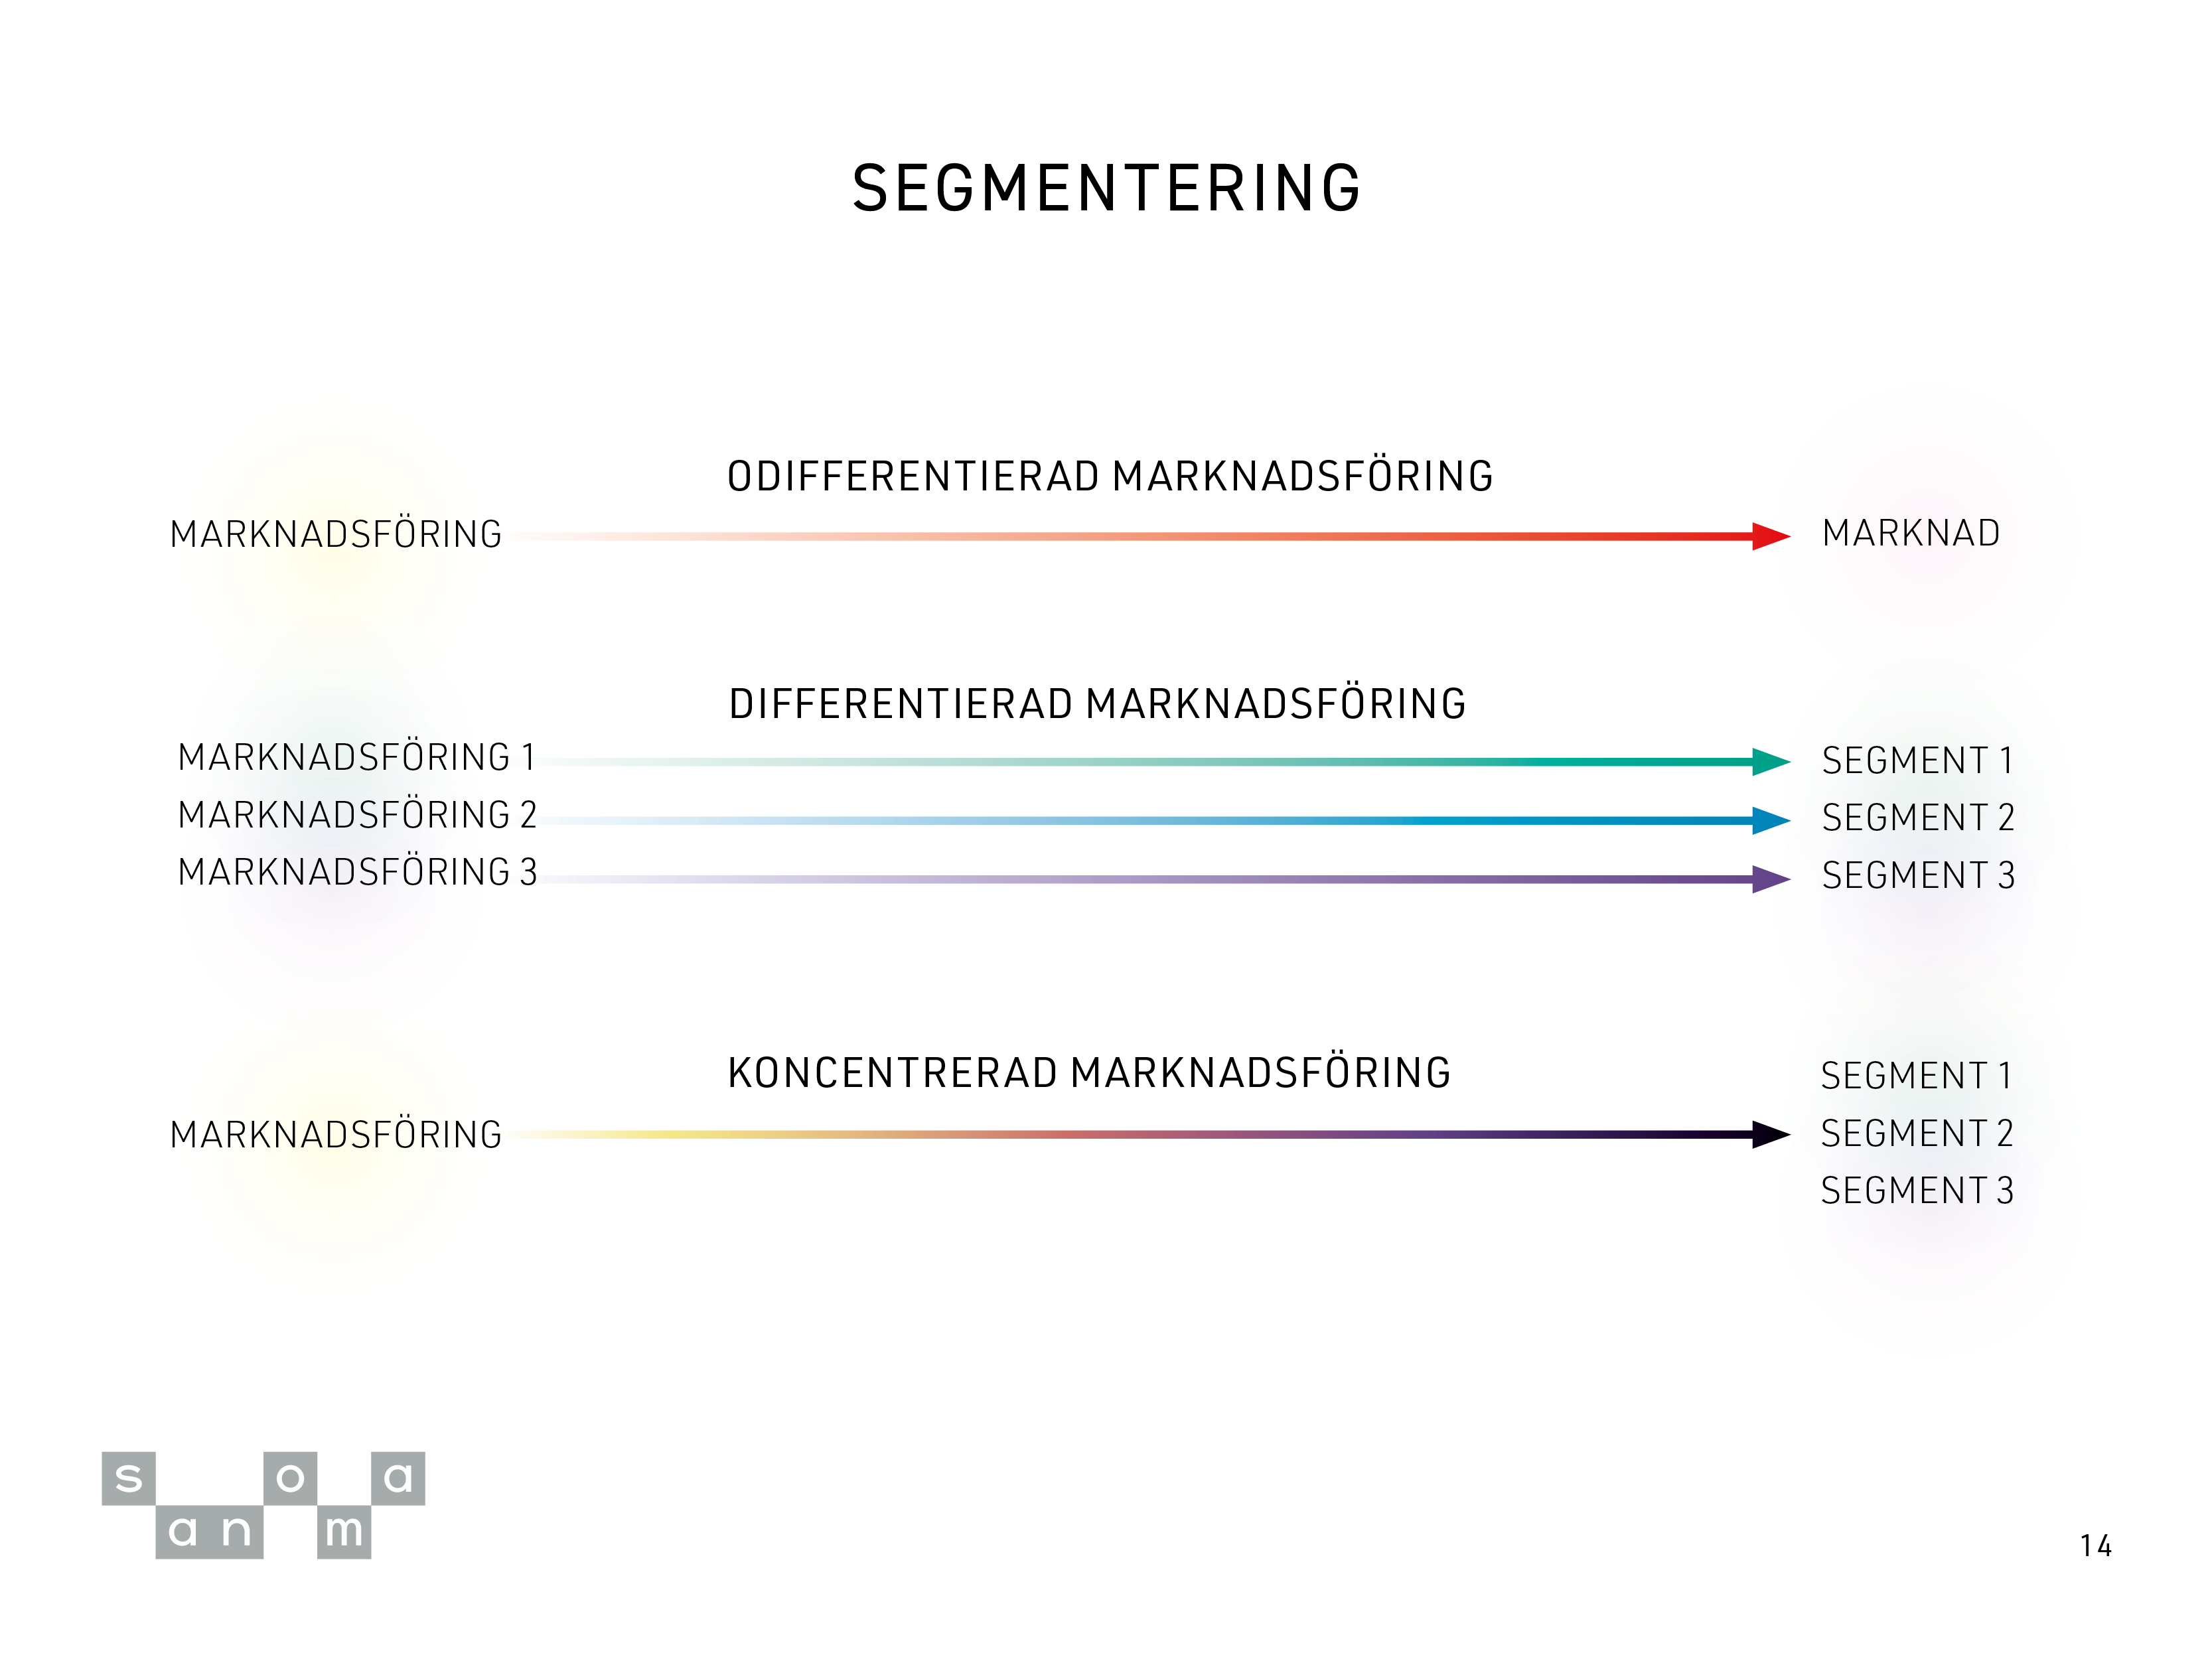 SEGMENTERING
ODIFFERENTIERAD MARKNADSFÖRING
MARKNADSFÖRING
MARKNAD
DIFFERENTIERAD MARKNADSFÖRING
MARKNADSFÖRING 1
SEGMENT 1
MARKNADSFÖRING 2
SEGMENT 2
MARKNADSFÖRING 3
SEGMENT 3
KONCENTRERAD MARKNADSFÖRING
SEGMENT 1
MARKNADSFÖRING
SEGMENT 2
SEGMENT 3
sanoma
14